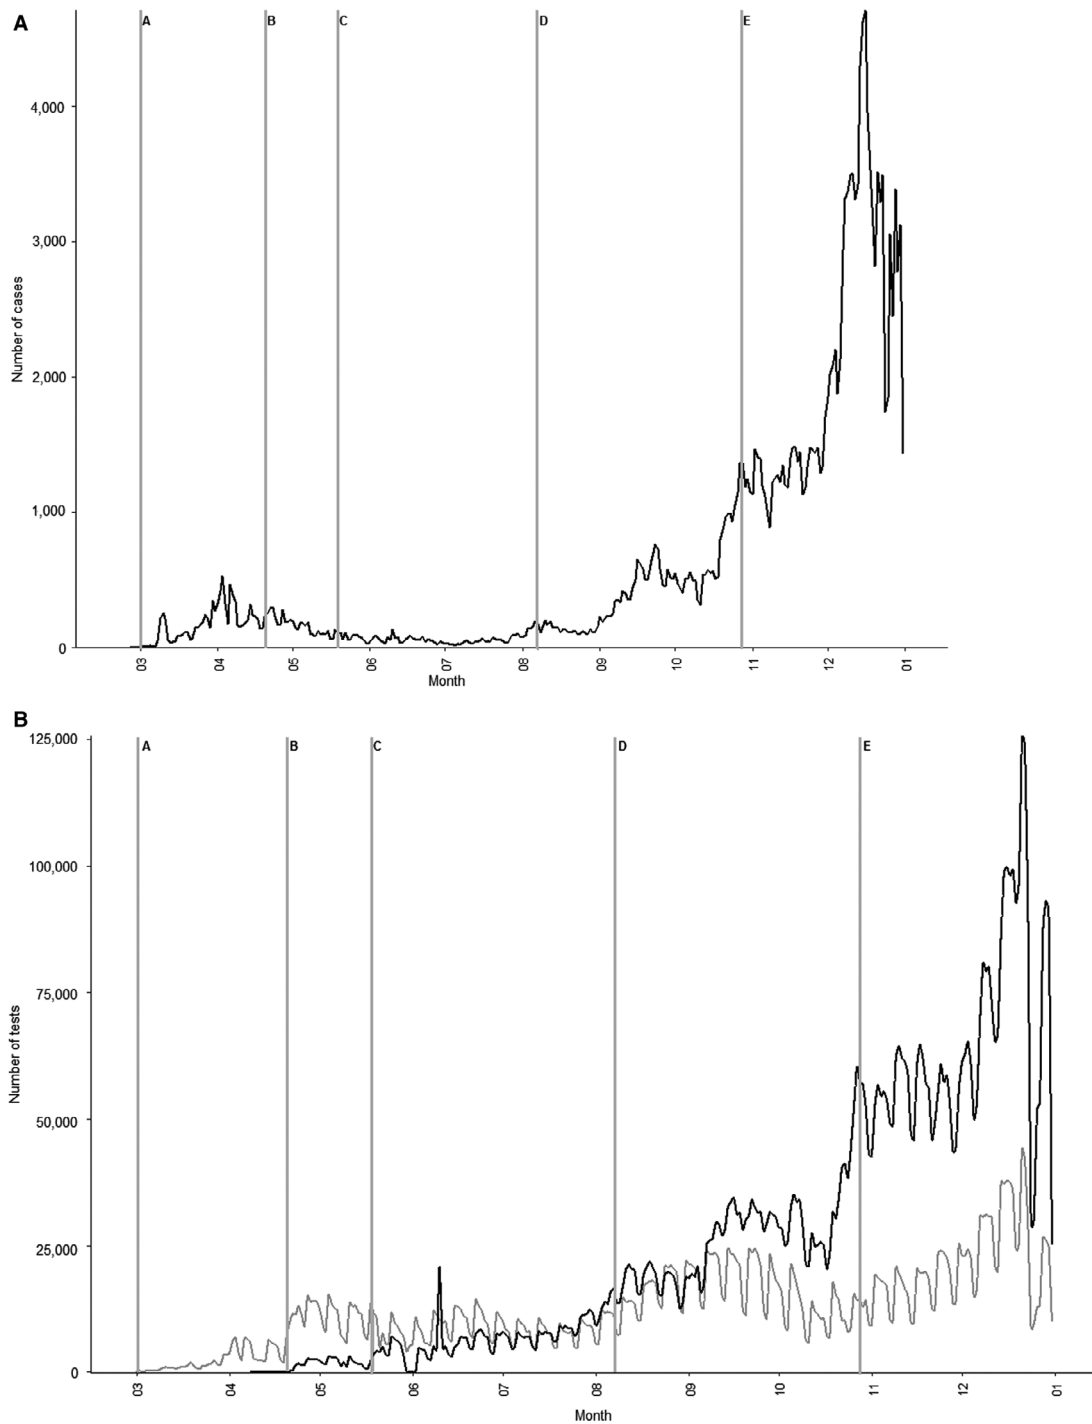 A
A B C D E
4,000
3,000
2,000
1,000
0
Number of cases
03 04 05 06 07 08 09 10 11 12 01
Month
B
A B C D E
125,000
100,000
75,000
50,000
25,000
0
Number of tests
03 04 05 06 07 08 09 10 11 12 01
Month